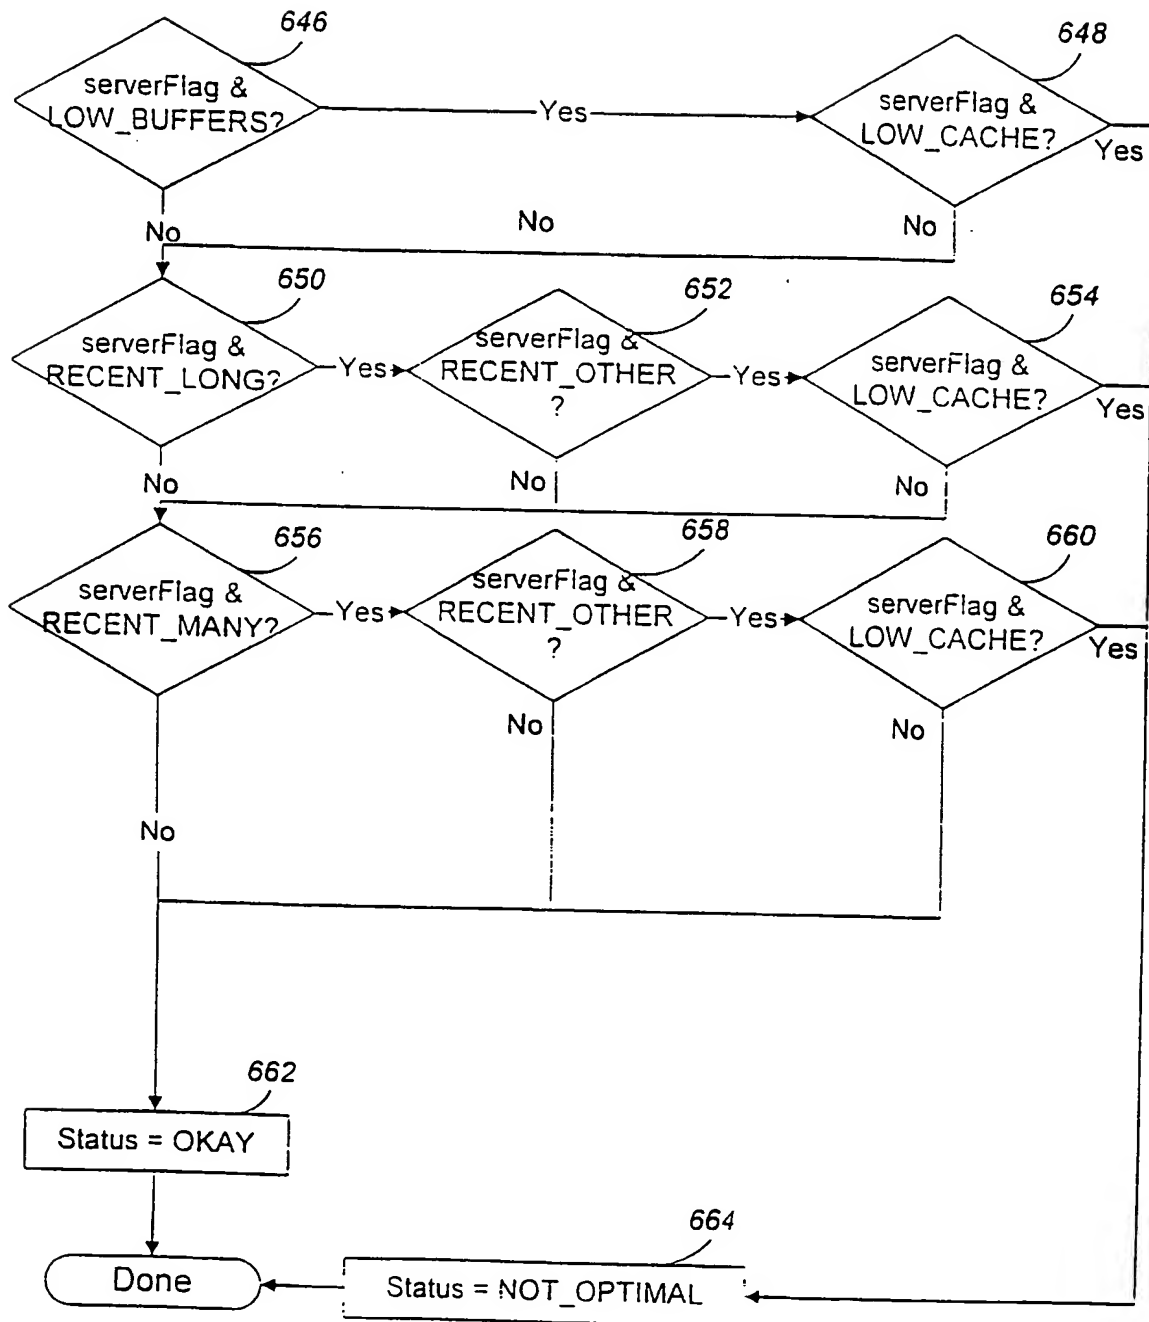 646
serverFlag &
LOW_BUFFERS?
Yes
648
serverFlag &
LOW_CACHE?
Yes
No
No
No
650
serverFlag &
RECENT_LONG?
Yes
652
serverFlag &
RECENT_OTHER
?
Yes
654
serverFlag &
LOW_CACHE?
Yes
No
No
No
656
serverFlag &
RECENT_MANY?
Yes
658
serverFlag &
RECENT_OTHER
?
Yes
660
serverFlag &
LOW_CACHE?
Yes
No
No
No
662
Status = OKAY
664
Done
Status = NOT_OPTIMAL